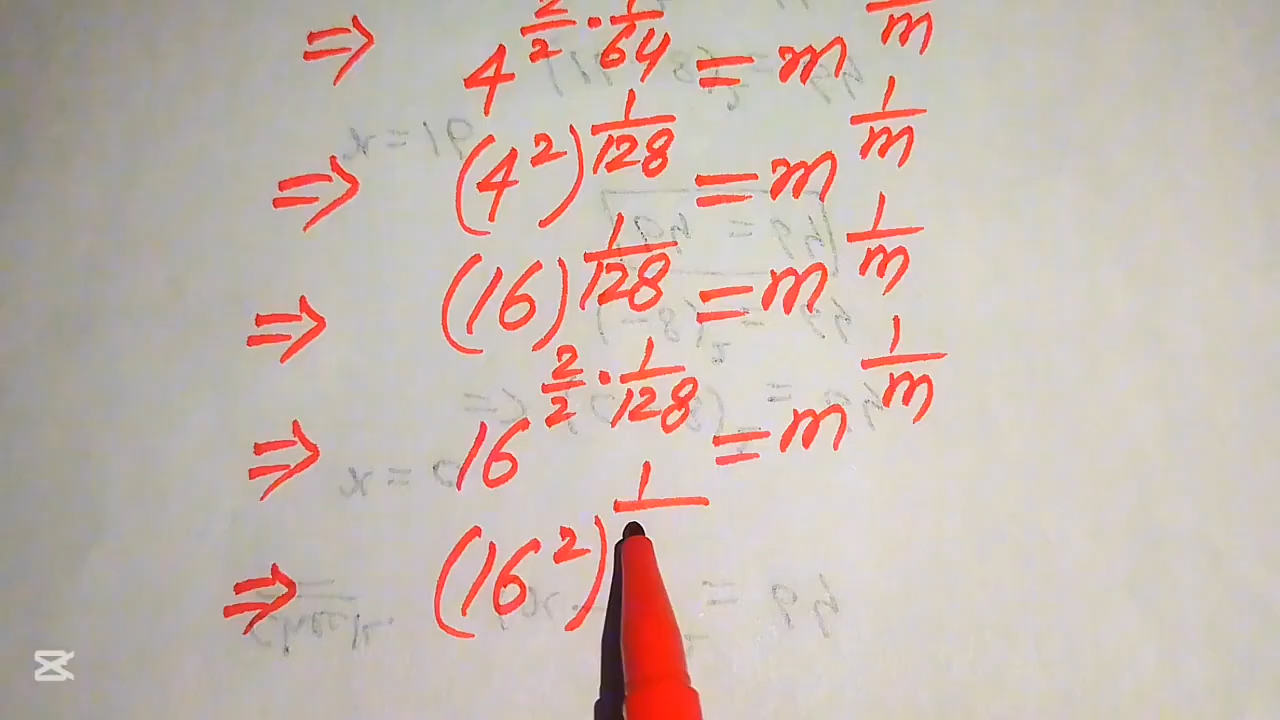 ⇒ 4^(2/2 · 1/64) = m^(1/m)
⇒ (4²)^(1/128) = m^(1/m)
⇒ (16)^(1/128) = m^(1/m)
⇒ 16^(2/2 · 1/128) = m^(1/m)
⇒ (16²)^(1/